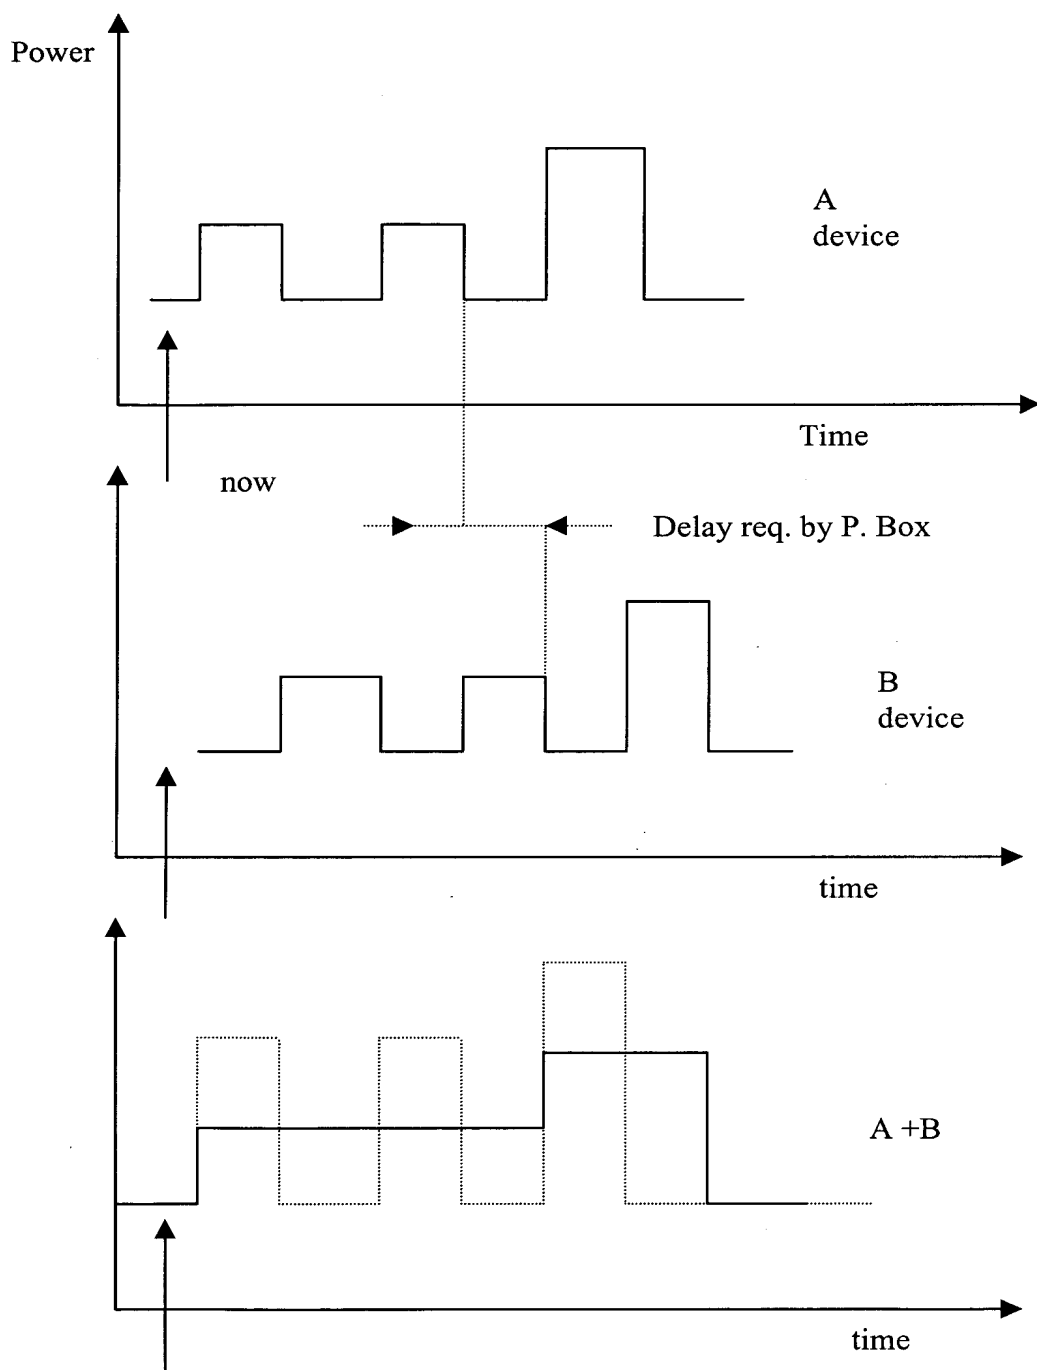 Power
A
device
Time
now
Delay req. by P. Box
B
device
time
A +B
time